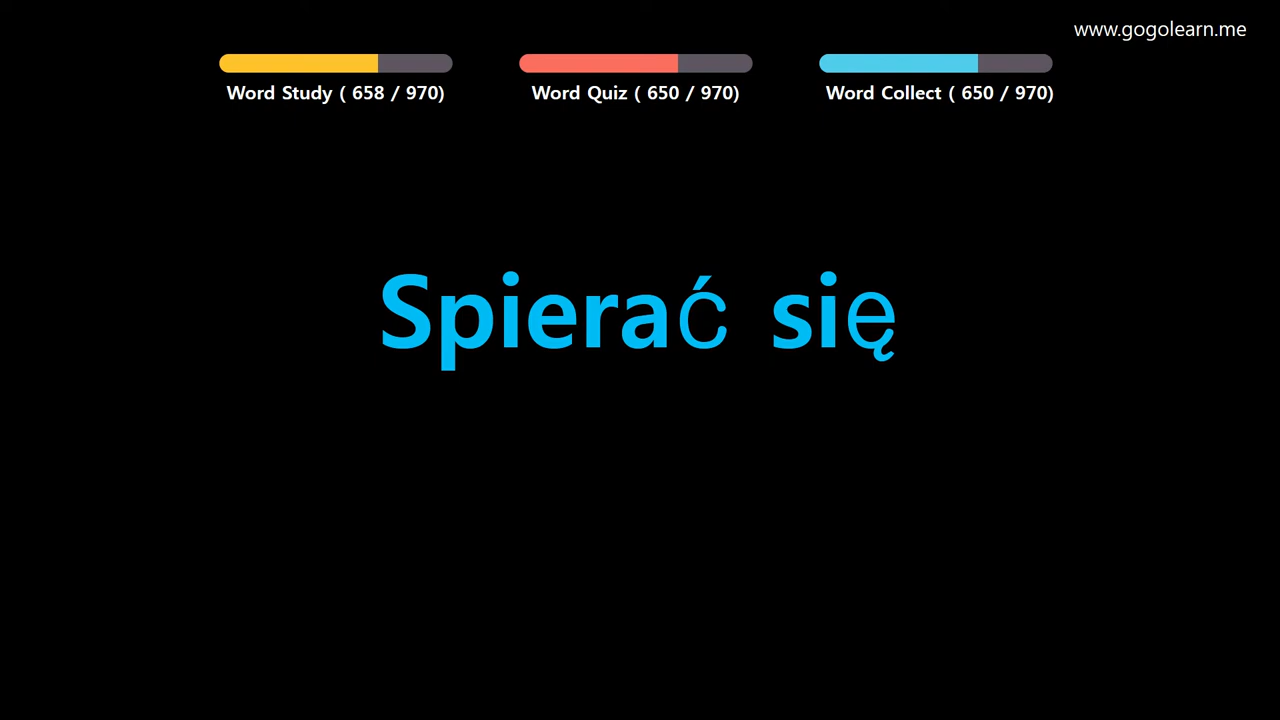 www.gogolearn.me
Word Study ( 658 / 970)
Word Quiz ( 650 / 970)
Word Collect ( 650 / 970)
Spierać się